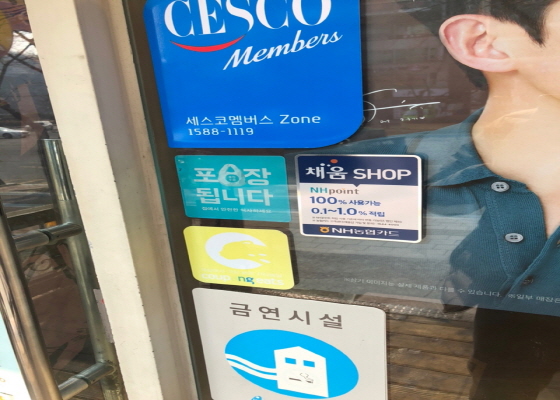 CESCO
Members
세스코멤버스 Zone
1588-1119
포장
됩니다
채움 SHOP
NHpoint
100% 사용가능
0.1~1.0% 적립
NH농협카드
금연시설